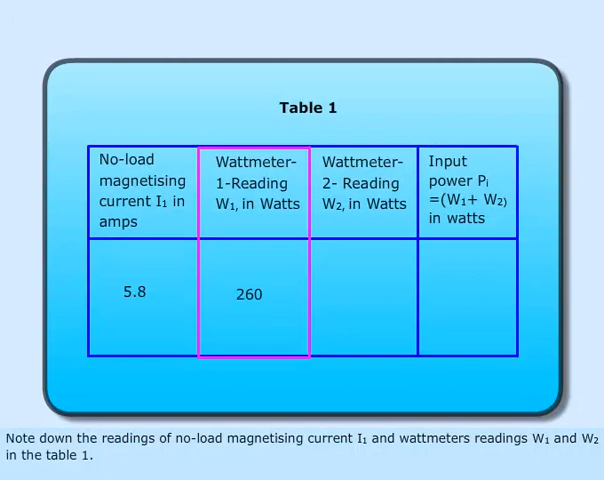 Table 1
No-load
magnetising
current I₁ in
amps
Wattmeter-
1-Reading
W₁, in Watts
Wattmeter-
2- Reading
W₂, in Watts
Input
power Pᵢ
=(W₁+ W₂)
in watts
5.8
260
Note down the readings of no-load magnetising current I₁ and wattmeters readings W₁ and W₂
in the table 1.